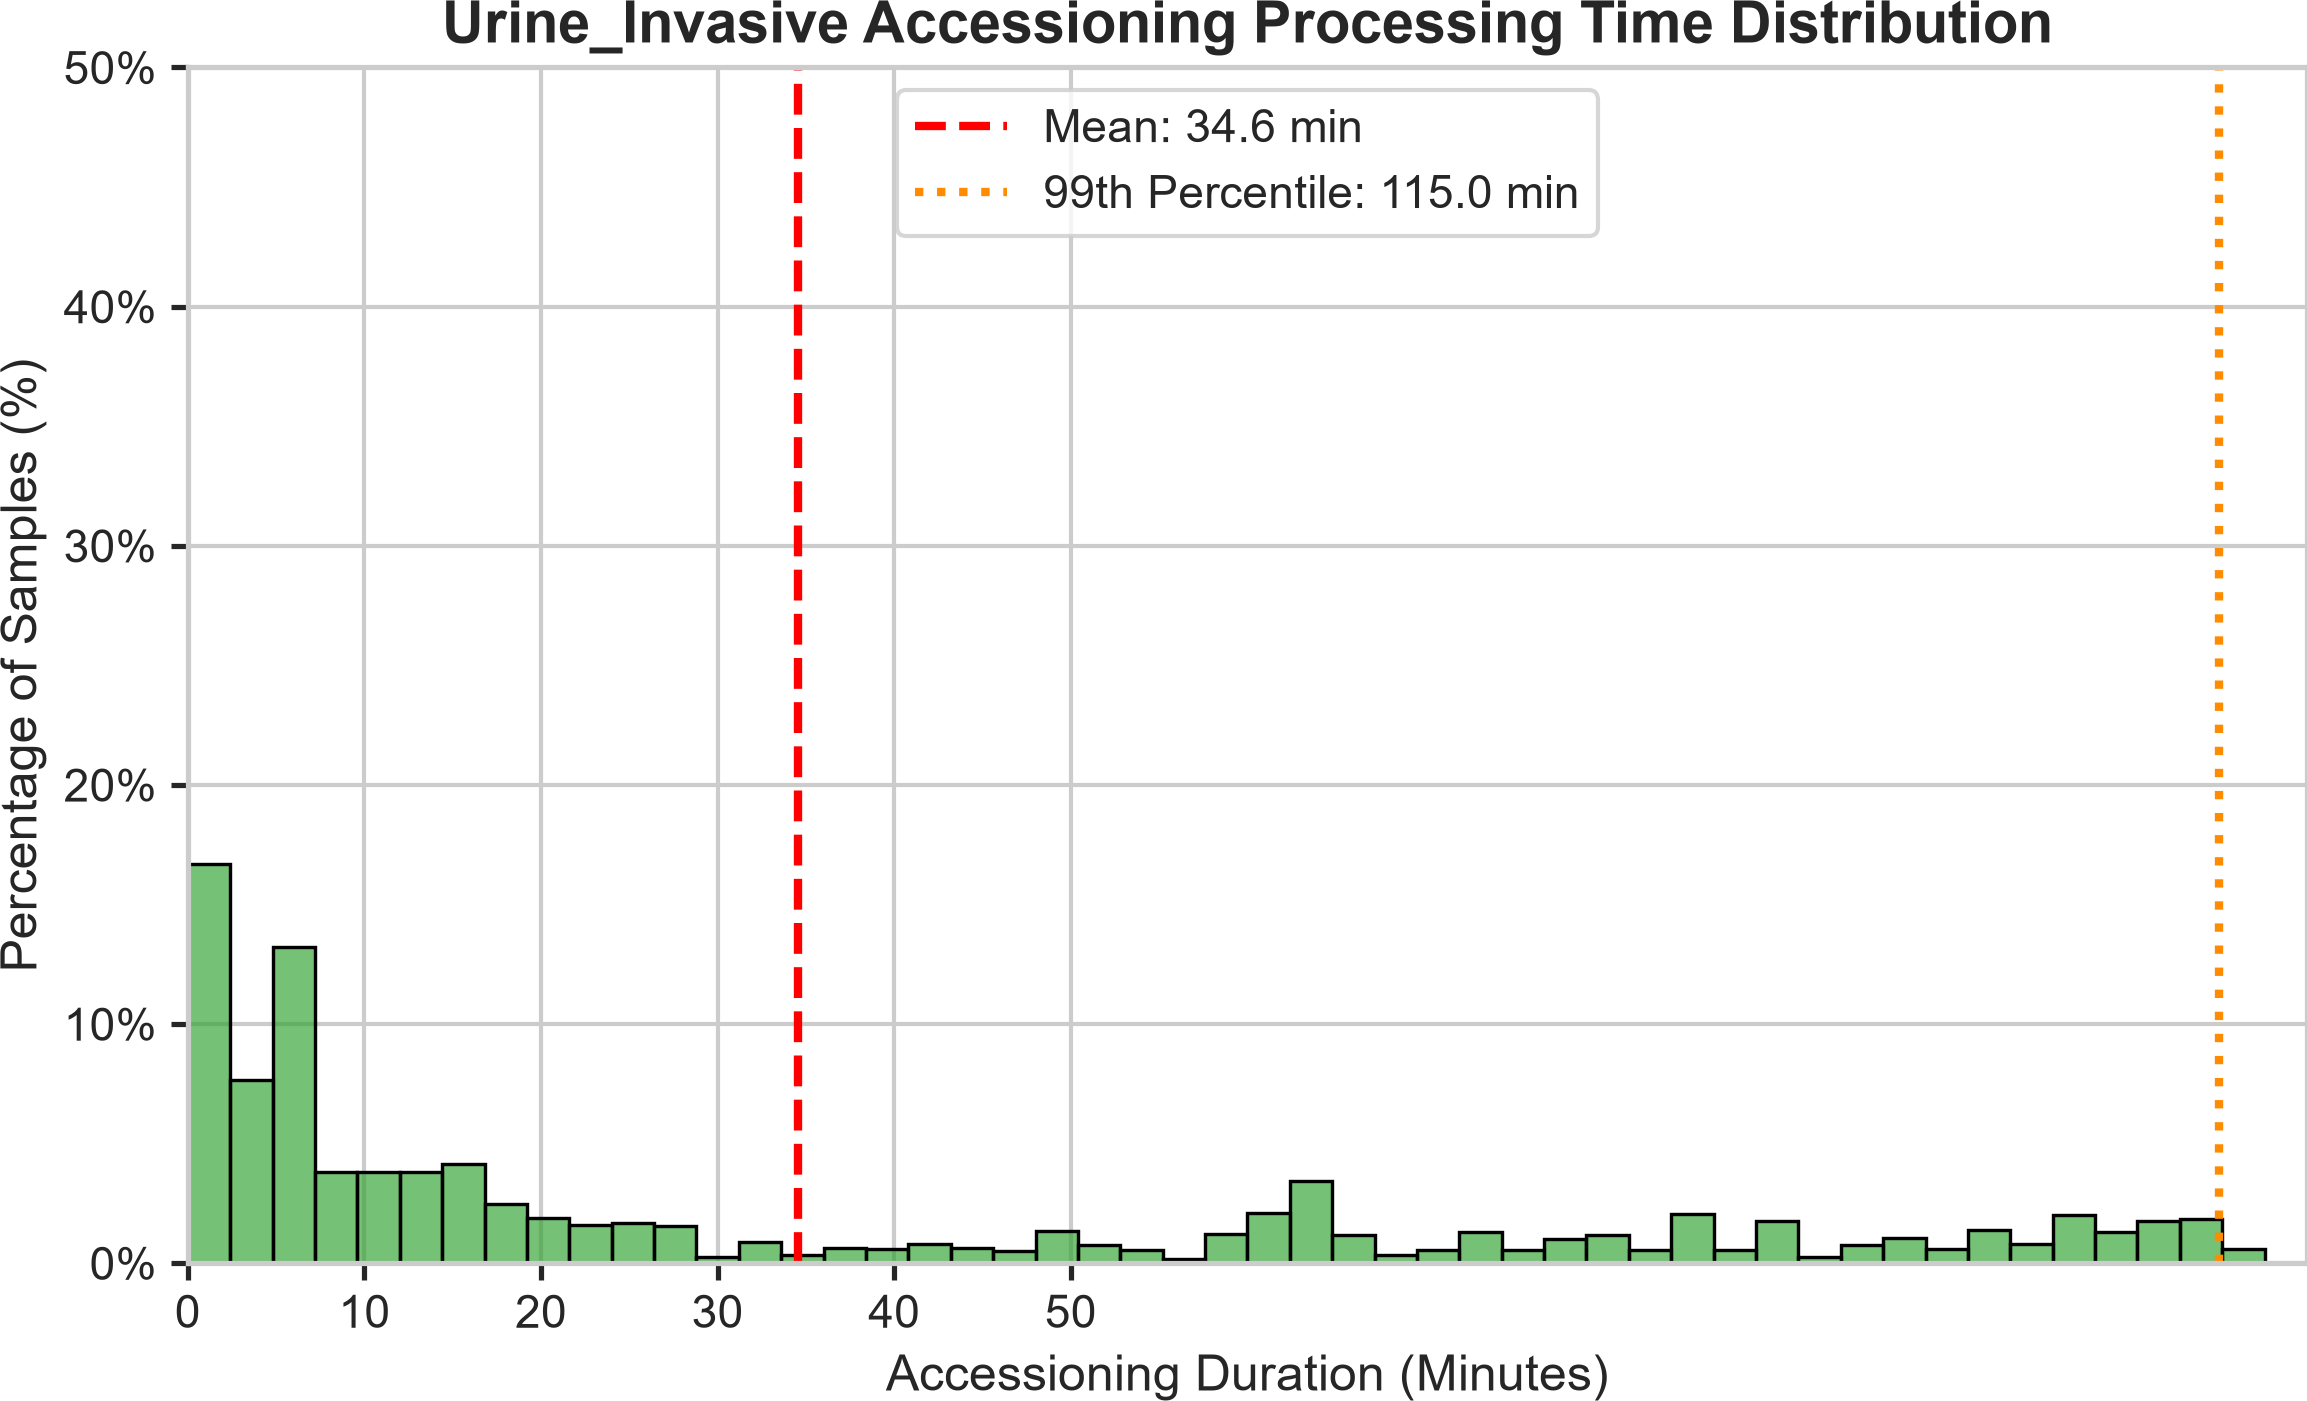 Urine_Invasive Accessioning Processing Time Distribution
Mean: 34.6 min
99th Percentile: 115.0 min
Percentage of Samples (%)
50%
40%
30%
20%
10%
0%
0 10 20 30 40 50
Accessioning Duration (Minutes)